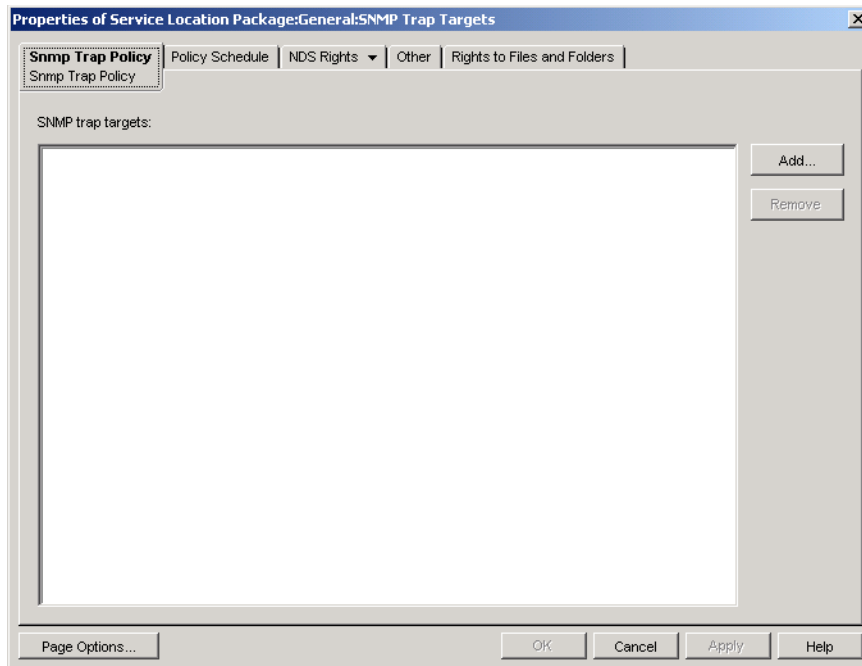 Properties of Service Location Package:General:SNMP Trap Targets
Snmp Trap Policy Policy Schedule NDS Rights Other Rights to Files and Folders
Snmp Trap Policy
SNMP trap targets:
Add...
Remove
Page Options... OK Cancel Apply Help